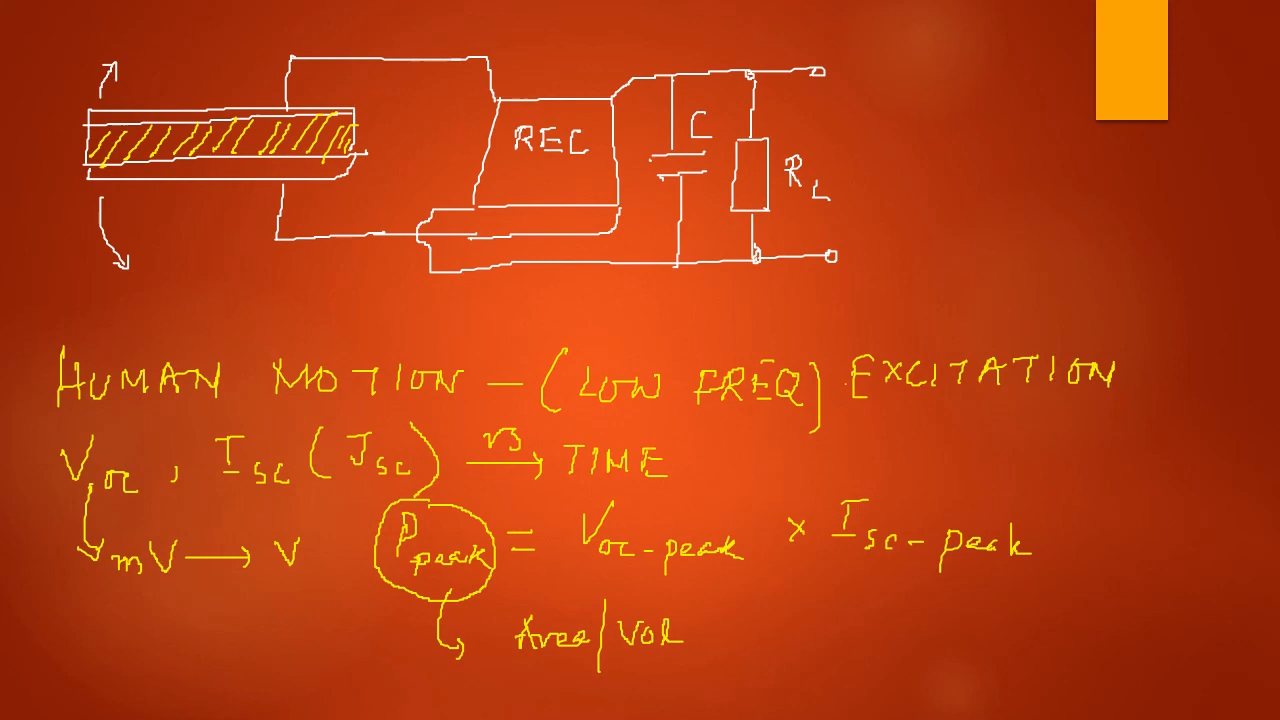 REC
C
RL
HUMAN MOTION - (LOW FREQ) EXCITATION
Voc, Isc (Jsc) vs → TIME
mV → V
Ppeak = Voc-peak × Isc-peak
Area/Vol